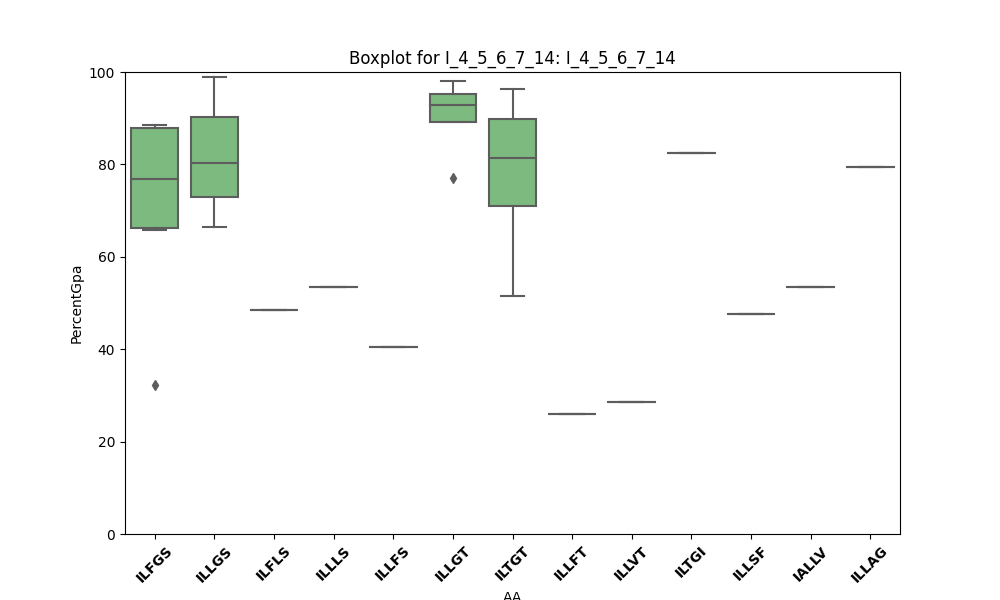 Boxplot for I_4_5_6_7_14: I_4_5_6_7_14
100
80
60
40
20
0
PercentGpa
ILFGS ILLGS ILFLS ILLLS ILLFS ILLGT ILTGT ILLFT ILLVT ILTGI ILLSF IALLV ILLAG
AA